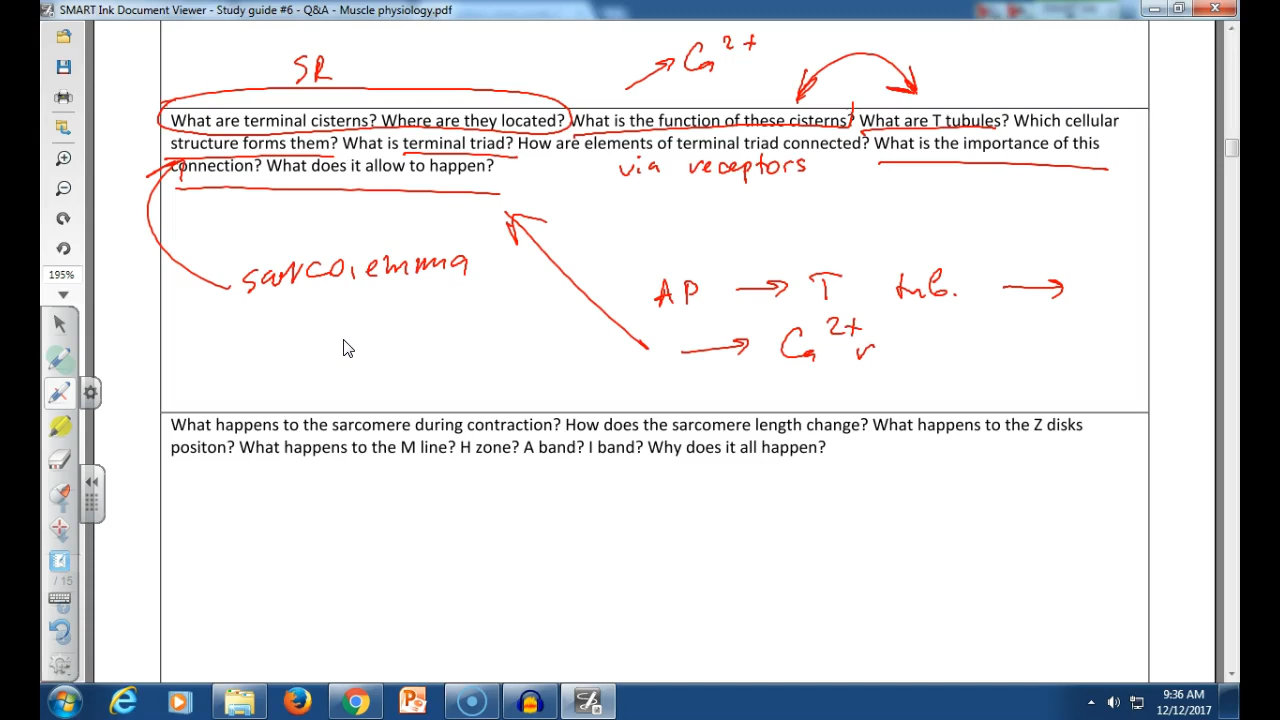 SMART Ink Document Viewer - Study guide #6 - Q&A - Muscle physiology.pdf
SR
Ca 2+
What are terminal cisterns? Where are they located? What is the function of these cisterns? What are T tubules? Which cellular
structure forms them? What is terminal triad? How are elements of terminal triad connected? What is the importance of this
connection? What does it allow to happen?
via receptors
sarcolemma
AP → T tub. →
→ Ca 2+ r
195%
/ 15
What happens to the sarcomere during contraction? How does the sarcomere length change? What happens to the Z disks
positon? What happens to the M line? H zone? A band? I band? Why does it all happen?
9:36 AM
12/12/2017